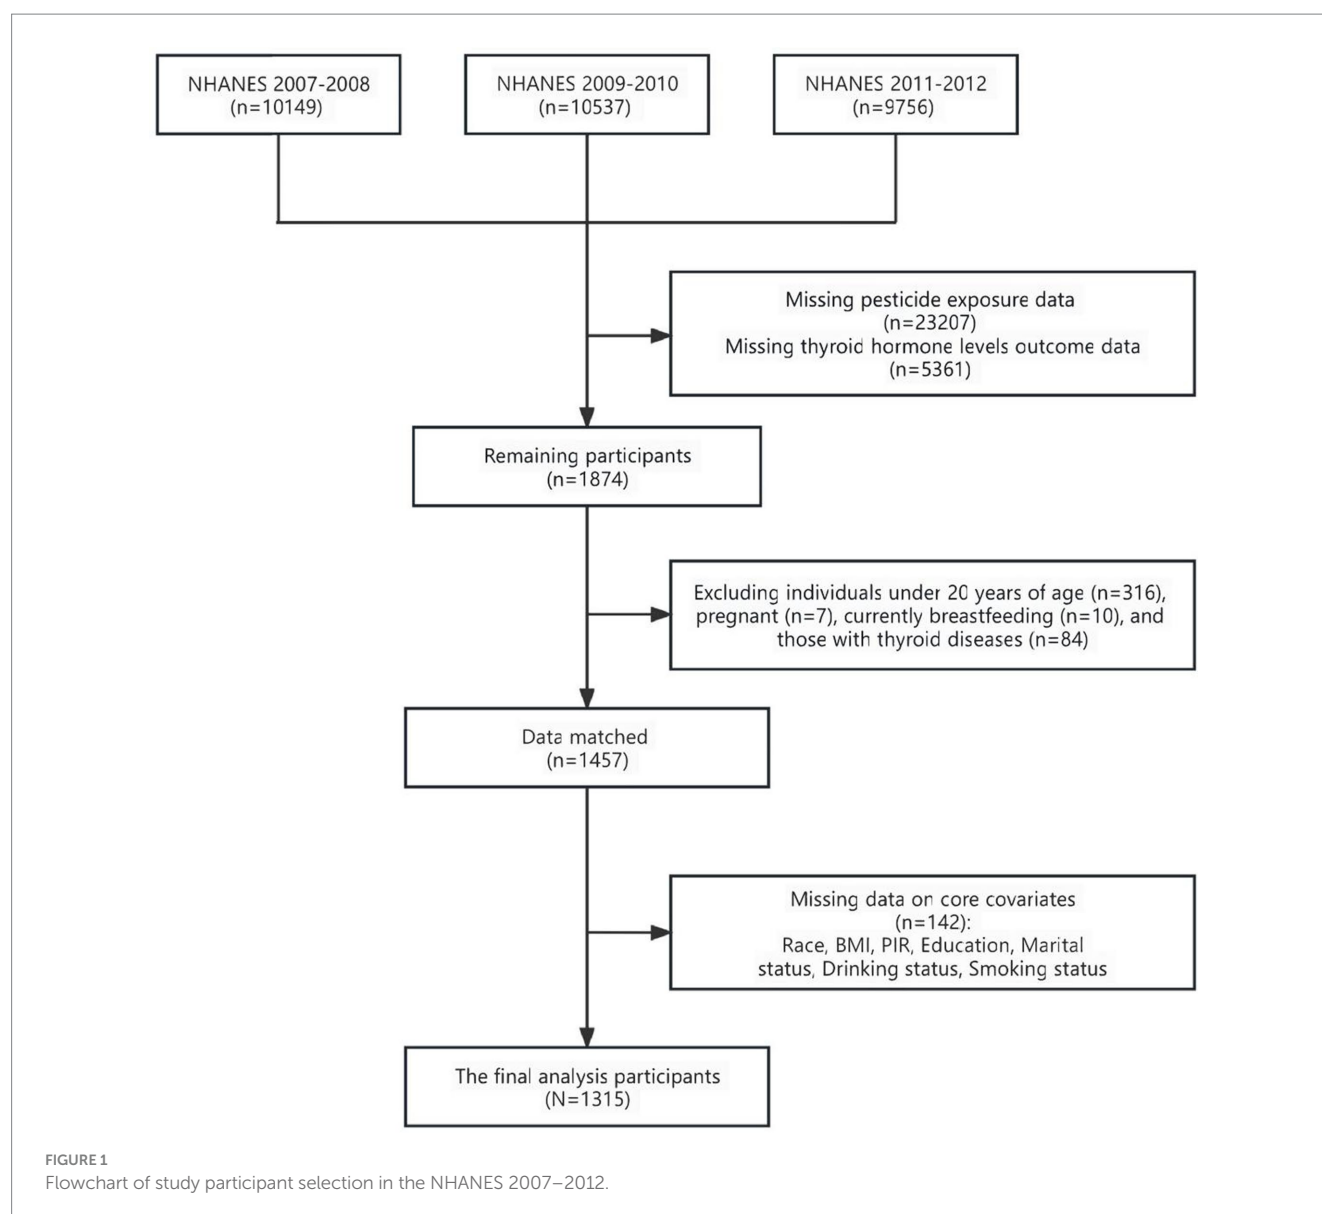 NHANES 2007-2008
(n=10149)
NHANES 2009-2010
(n=10537)
NHANES 2011-2012
(n=9756)
Missing pesticide exposure data
(n=23207)
Missing thyroid hormone levels outcome data
(n=5361)
Remaining participants
(n=1874)
Excluding individuals under 20 years of age (n=316),
pregnant (n=7), currently breastfeeding (n=10), and
those with thyroid diseases (n=84)
Data matched
(n=1457)
Missing data on core covariates
(n=142):
Race, BMI, PIR, Education, Marital
status, Drinking status, Smoking status
The final analysis participants
(N=1315)
FIGURE 1
Flowchart of study participant selection in the NHANES 2007–2012.